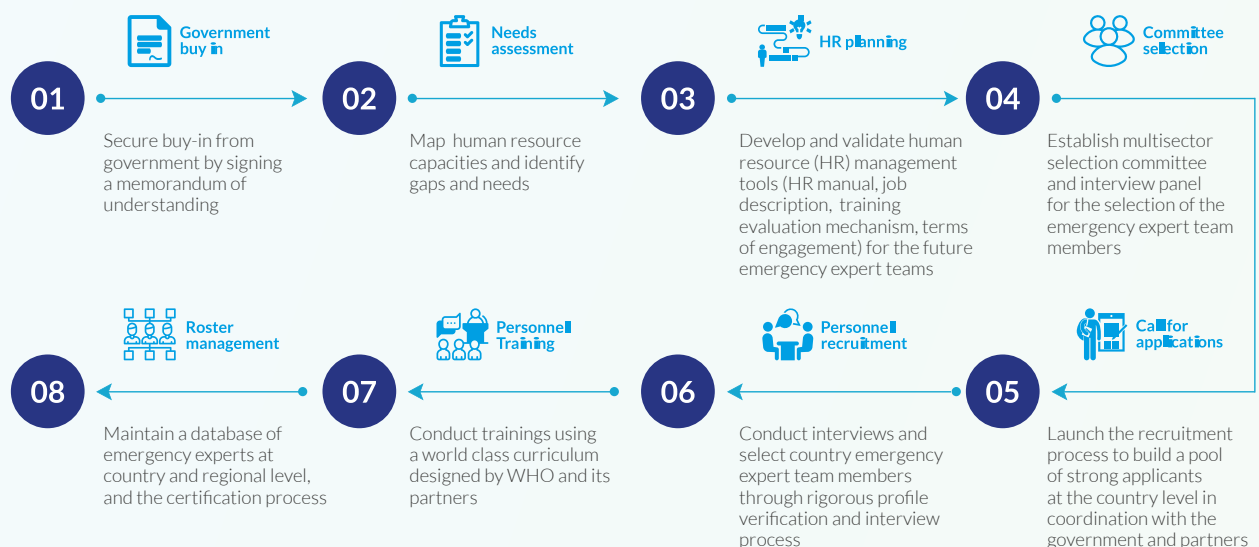 01
Government
buy in
Secure buy-in from
government by signing
a memorandum of
understanding
02
Needs
assessment
Map human resource
capacities and identify
gaps and needs
03
HR planning
Develop and validate human
resource (HR) management
tools (HR manual, job
description, training
evaluation mechanism, terms
of engagement) for the future
emergency expert teams
04
Committee
selection
Establish multisector
selection committee
and interview panel
for the selection of the
emergency expert team
members
05
Call for
applications
Launch the recruitment
process to build a pool
of strong applicants
at the country level in
coordination with the
government and partners
06
Personnel
recruitment
Conduct interviews and
select country emergency
expert team members
through rigorous profile
verification and interview
process
07
Personnel
Training
Conduct trainings using
a world class curriculum
designed by WHO and its
partners
08
Roster
management
Maintain a database of
emergency experts at
country and regional level,
and the certification process